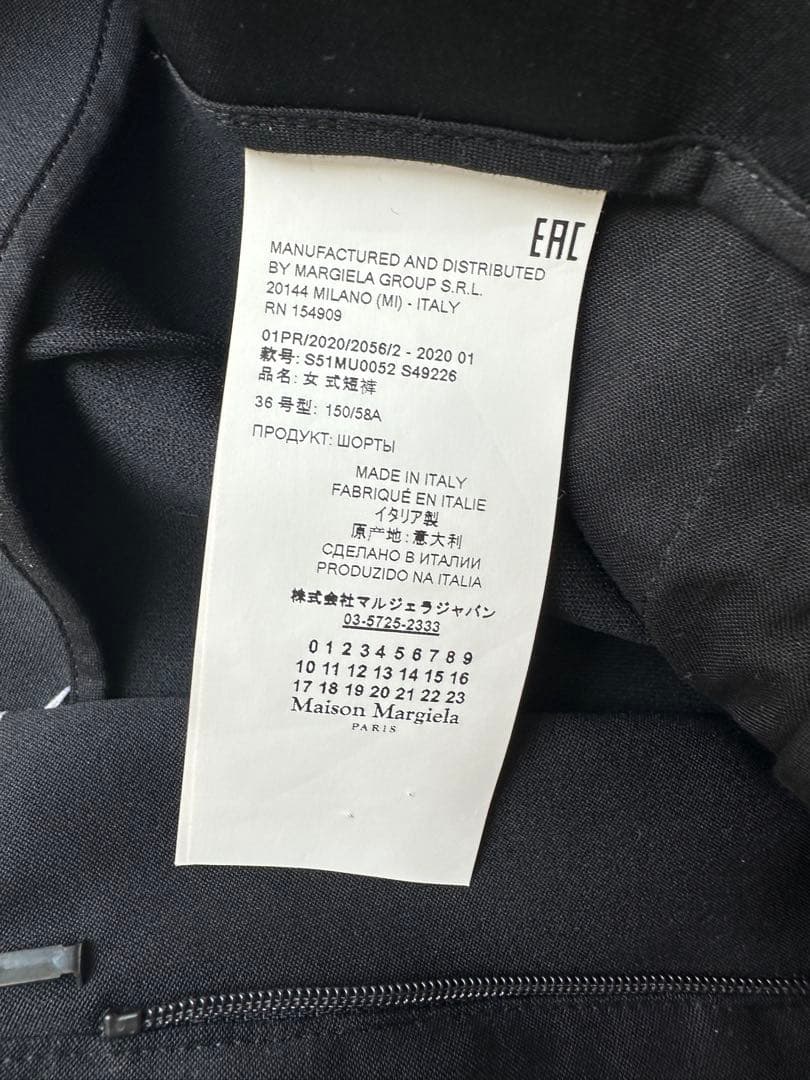 EAC
MANUFACTURED AND DISTRIBUTED
BY MARGIELA GROUP S.R.L.
20144 MILANO (MI) - ITALY
RN 154909
01PR/2020/2056/2 - 2020 01
款号: S51MU0052 S49226
品名: 女 式短裤
36 号型: 150/58A
ПРОДУКТ: ШОРТЫ
MADE IN ITALY
FABRIQUÉ EN ITALIE
イタリア製
原产地: 意大利
СДЕЛАНО В ИТАЛИИ
PRODUZIDO NA ITALIA
株式会社マルジェラジャパン
03-5725-2333
0 1 2 3 4 5 6 7 8 9
10 11 12 13 14 15 16
17 18 19 20 21 22 23
Maison Margiela
PARIS